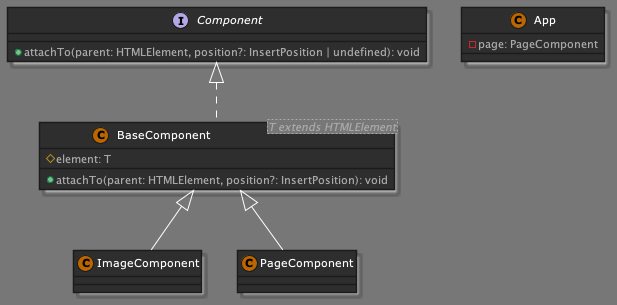 I Component
attachTo(parent: HTMLElement, position?: InsertPosition | undefined): void
C App
page: PageComponent
C BaseComponent
T extends HTMLElement
element: T
attachTo(parent: HTMLElement, position?: InsertPosition): void
C ImageComponent
C PageComponent